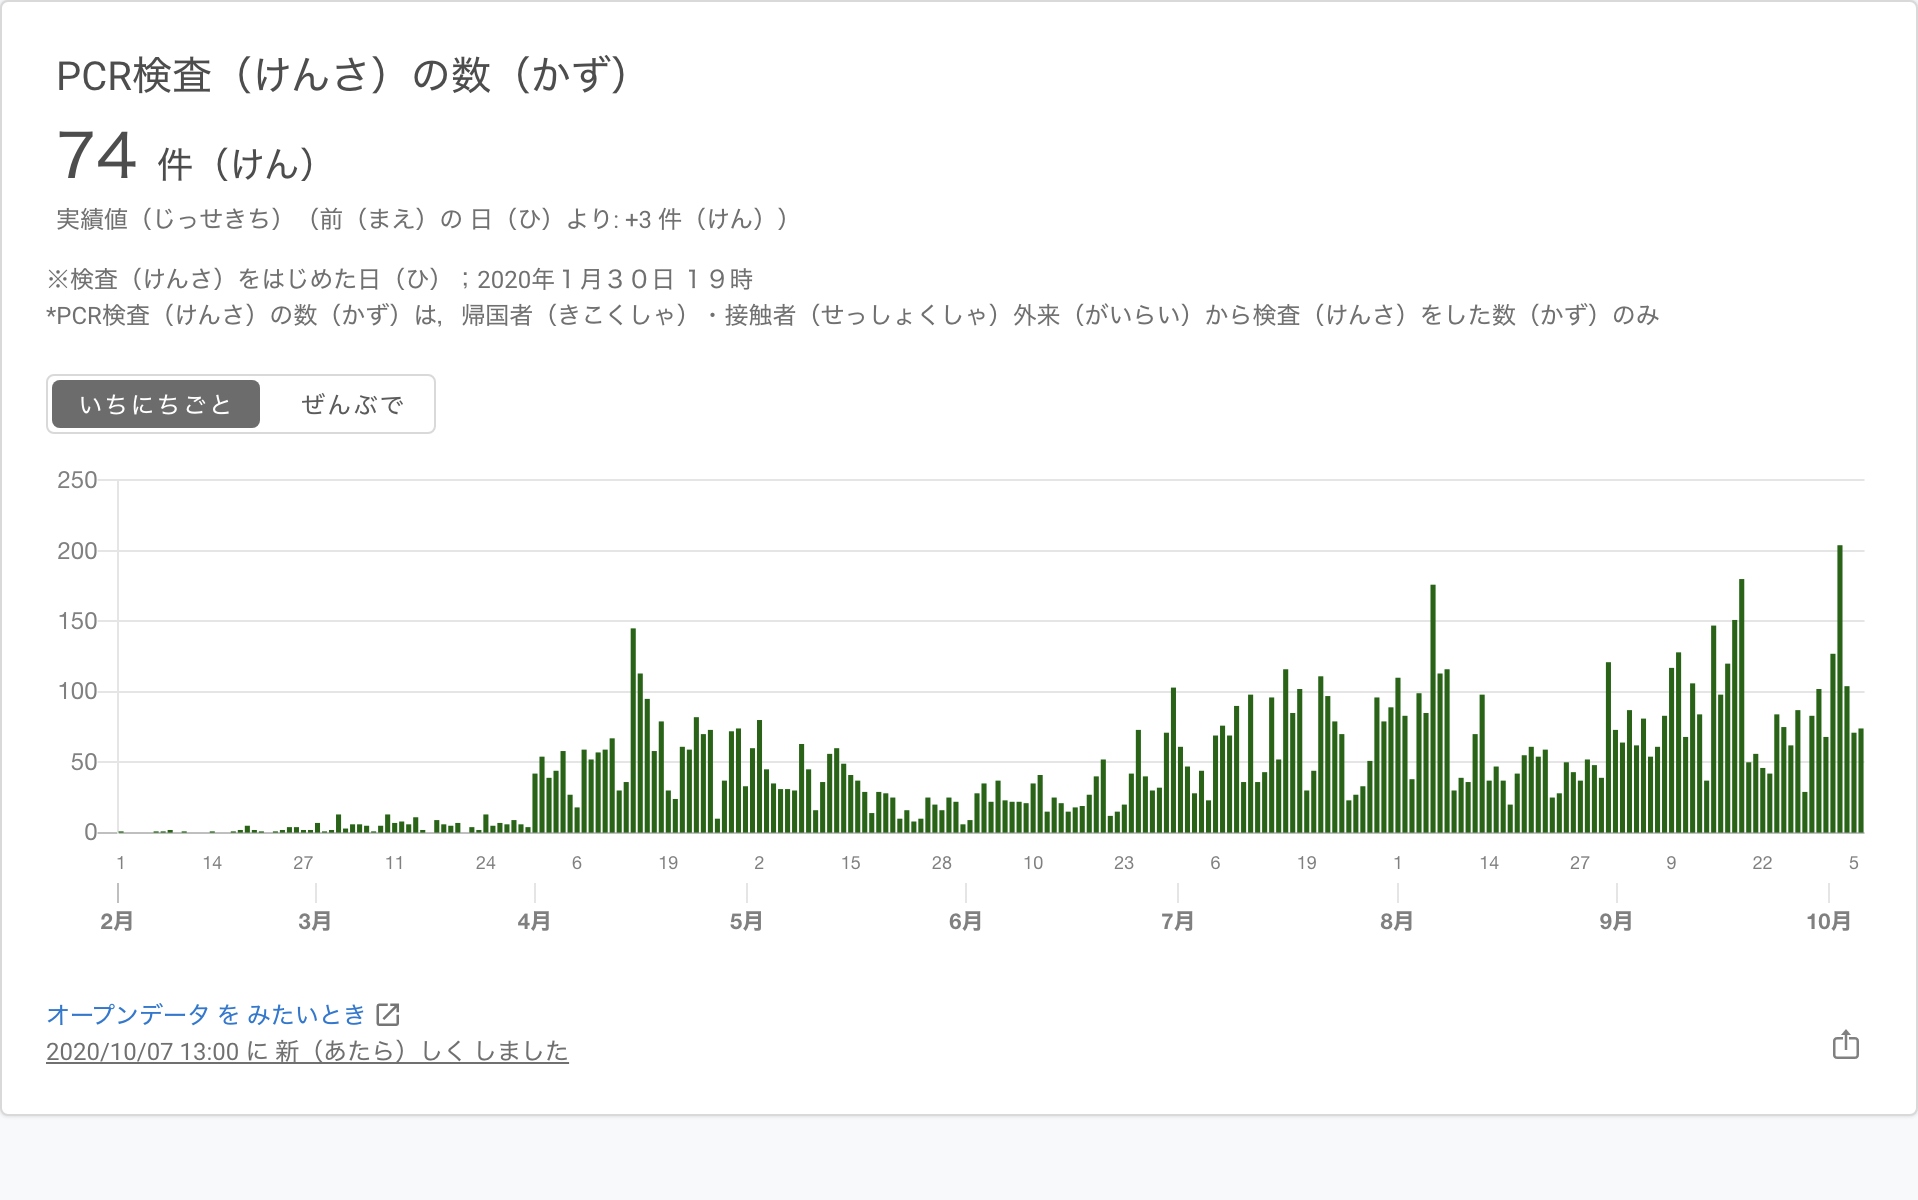 PCR検査（けんさ）の数（かず）
74 件（けん）
実績値（じっせきち）（前（まえ）の 日（ひ）より: +3 件（けん））
※検査（けんさ）をはじめた日（ひ）；2020年１月３０日 １９時
*PCR検査（けんさ）の数（かず）は，帰国者（きこくしゃ）・接触者（せっしょくしゃ）外来（がいらい）から検査（けんさ）をした数（かず）のみ
いちにちごと ぜんぶで
250
200
150
100
50
0
1 14 27 11 24 6 19 2 15 28 10 23 6 19 1 14 27 9 22 5
2月 3月 4月 5月 6月 7月 8月 9月 10月
オープンデータ を みたいとき
2020/10/07 13:00 に 新（あたら）しく しました